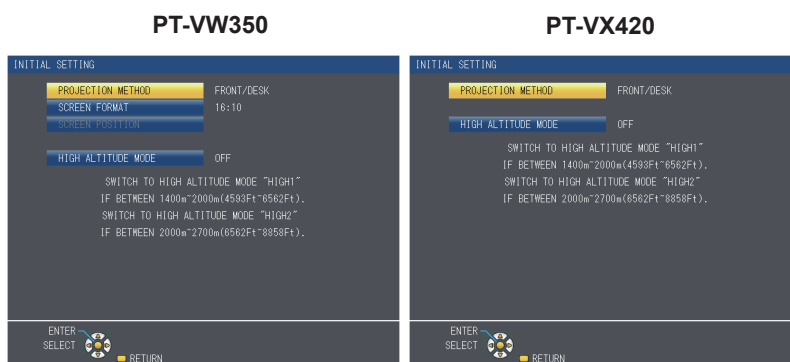 PT-VW350
INITIAL SETTING
PROJECTION METHOD FRONT/DESK
SCREEN FORMAT 16:10
SCREEN POSITION
HIGH ALTITUDE MODE OFF
SWITCH TO HIGH ALTITUDE MODE "HIGH1"
IF BETWEEN 1400m~2000m(4593Ft~6562Ft).
SWITCH TO HIGH ALTITUDE MODE "HIGH2"
IF BETWEEN 2000m~2700m(6562Ft~8858Ft).
ENTER
SELECT
RETURN
PT-VX420
INITIAL SETTING
PROJECTION METHOD FRONT/DESK
HIGH ALTITUDE MODE OFF
SWITCH TO HIGH ALTITUDE MODE "HIGH1"
IF BETWEEN 1400m~2000m(4593Ft~6562Ft).
SWITCH TO HIGH ALTITUDE MODE "HIGH2"
IF BETWEEN 2000m~2700m(6562Ft~8858Ft).
ENTER
SELECT
RETURN